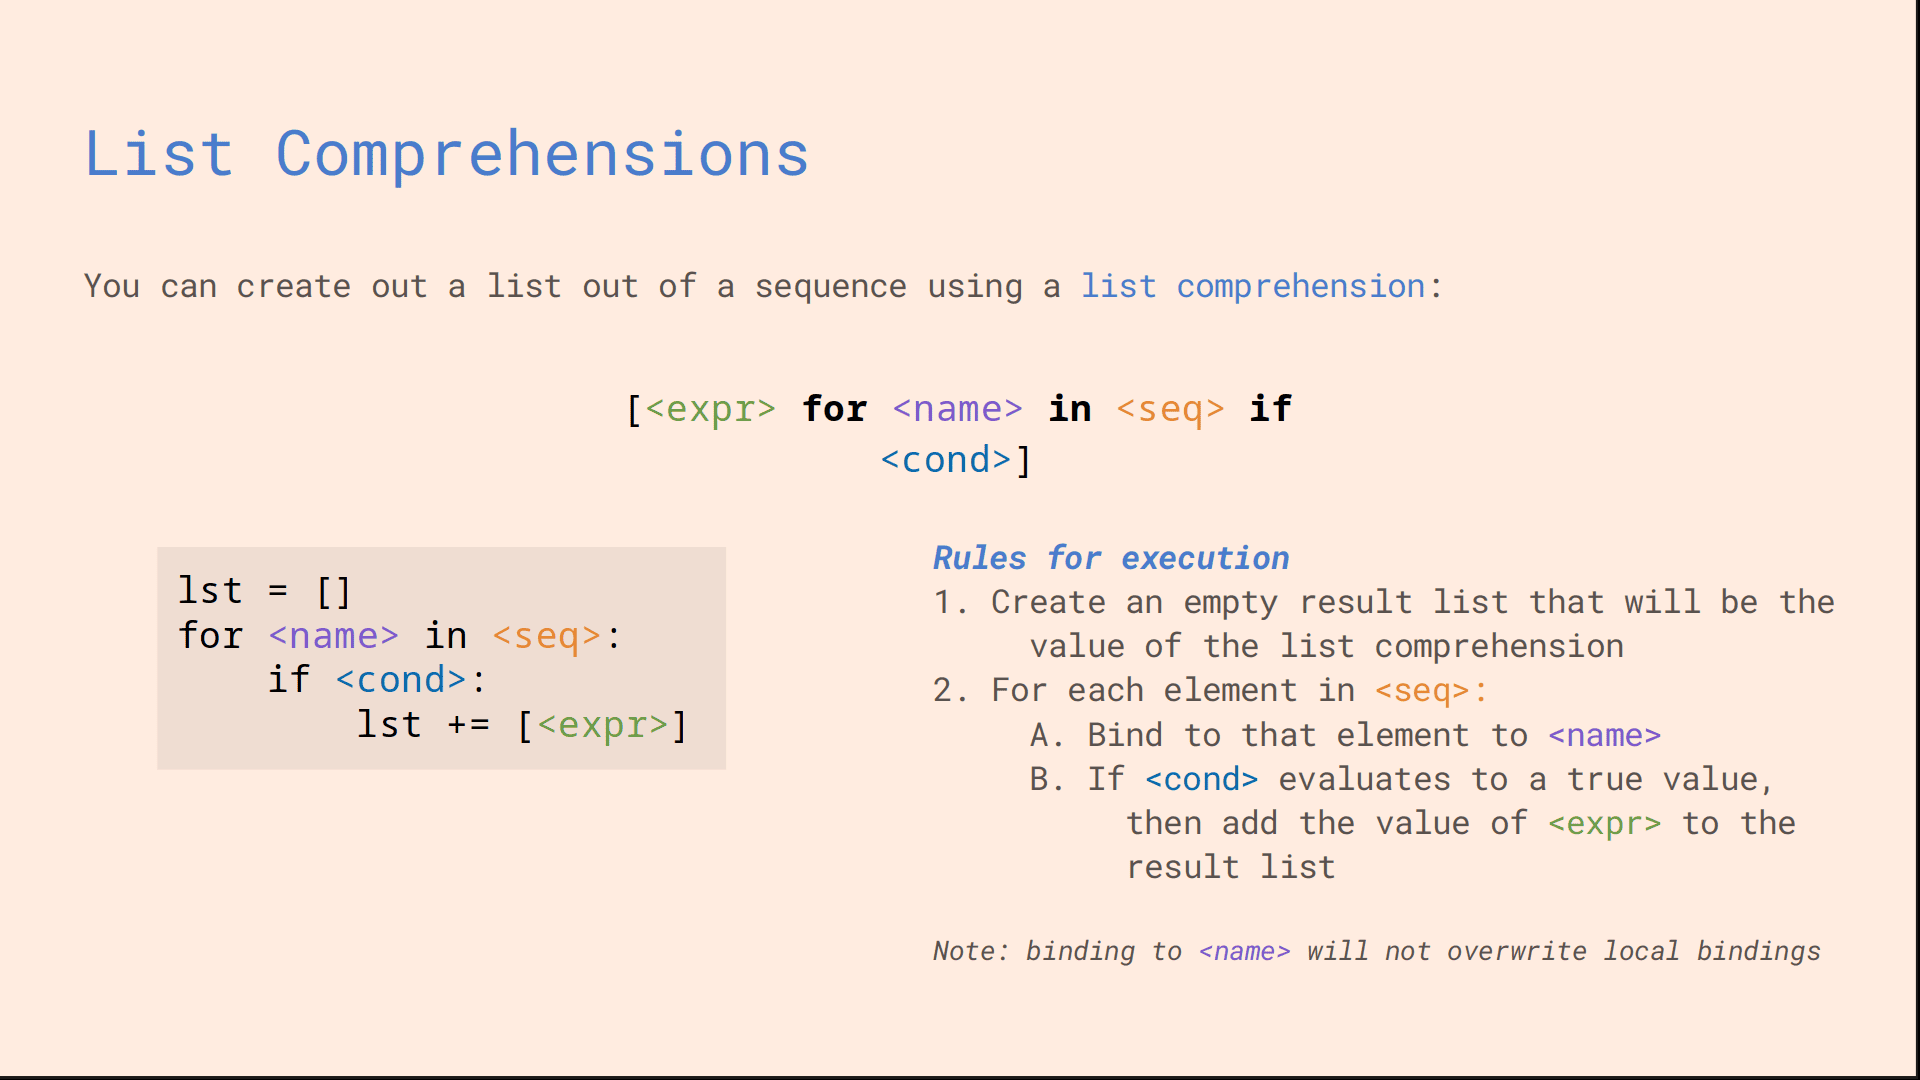 List Comprehensions
You can create out a list out of a sequence using a list comprehension:
[<expr> for <name> in <seq> if
<cond>]
lst = []
for <name> in <seq>:
    if <cond>:
        lst += [<expr>]
Rules for execution
1. Create an empty result list that will be the
value of the list comprehension
2. For each element in <seq>:
A. Bind to that element to <name>
B. If <cond> evaluates to a true value,
then add the value of <expr> to the
result list
Note: binding to <name> will not overwrite local bindings